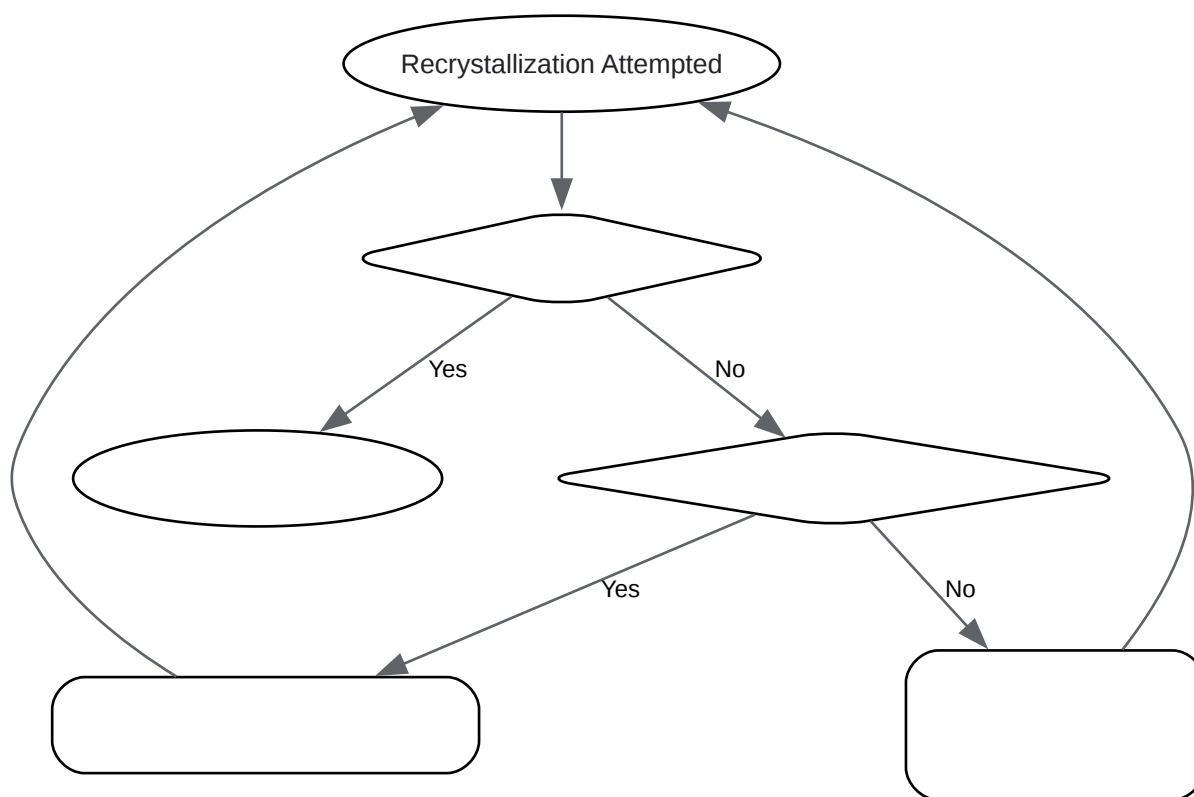 Recrystallization Attempted
Yes
No
Yes
No